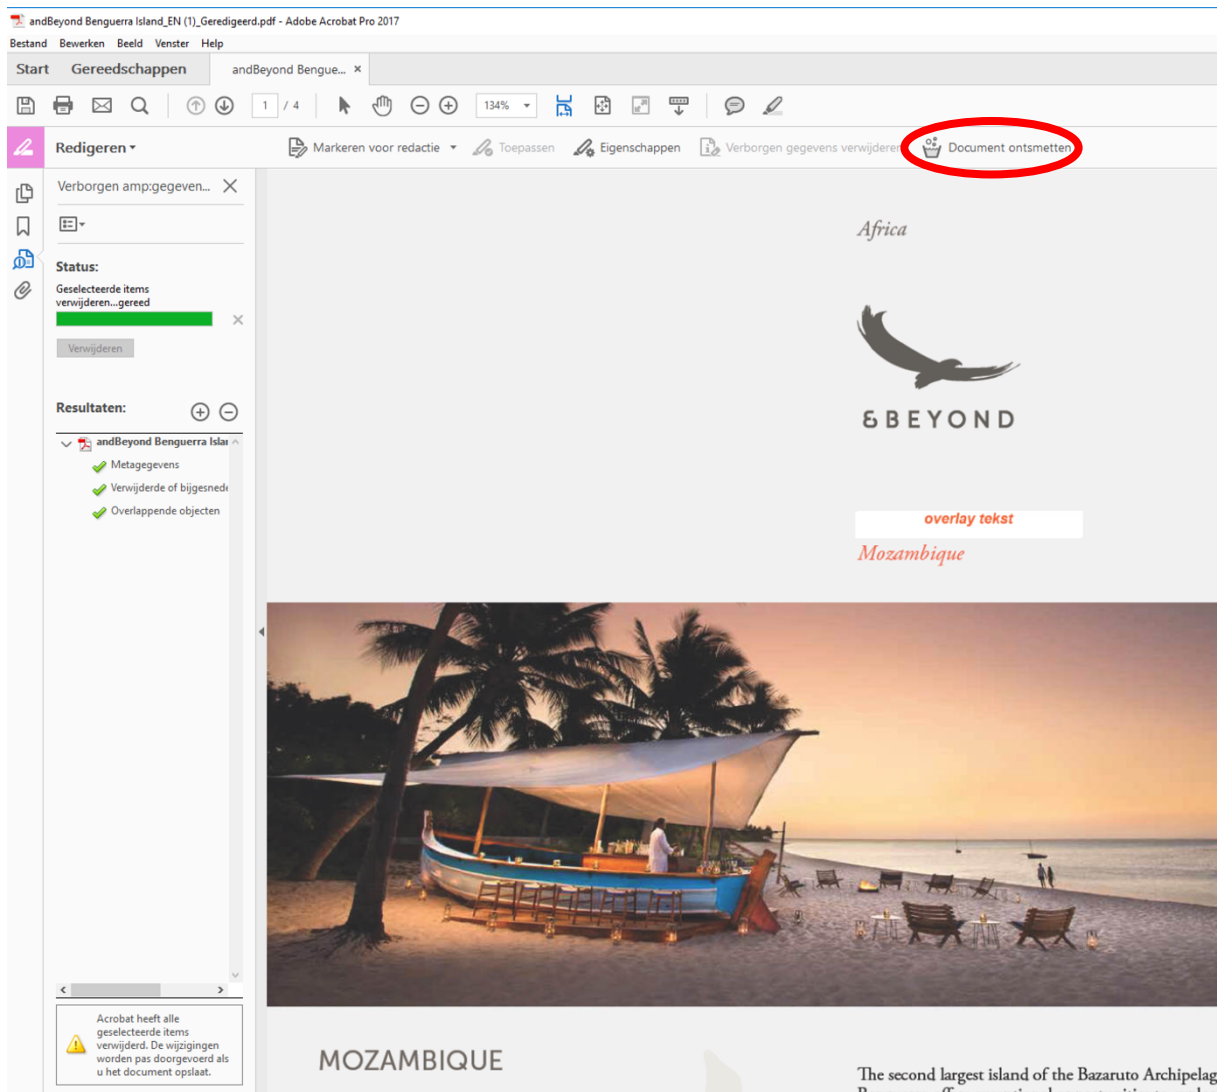 andBeyond Benguerra Island_EN (1)_Geredigeerd.pdf - Adobe Acrobat Pro 2017
Bestand Bewerken Beeld Venster Help
Start Gereedschappen andBeyond Bengue... ×
1 / 4 134%
Redigeren Markeren voor redactie Toepassen Eigenschappen Verborgen gegevens verwijderen Document ontsmetten
Verborgen amp:gegeven...
Status:
Geselecteerde items
verwijderen...gereed
Verwijderen
Resultaten:
andBeyond Benguerra Islar
Metagegevens
Verwijderde of bijgesnede
Overlappende objecten
Acrobat heeft alle
geselecteerde items
verwijderd. De wijzigingen
worden pas doorgevoerd als
u het document opslaat.
Africa
&BEYOND
overlay tekst
Mozambique
MOZAMBIQUE
The second largest island of the Bazaruto Archipelag